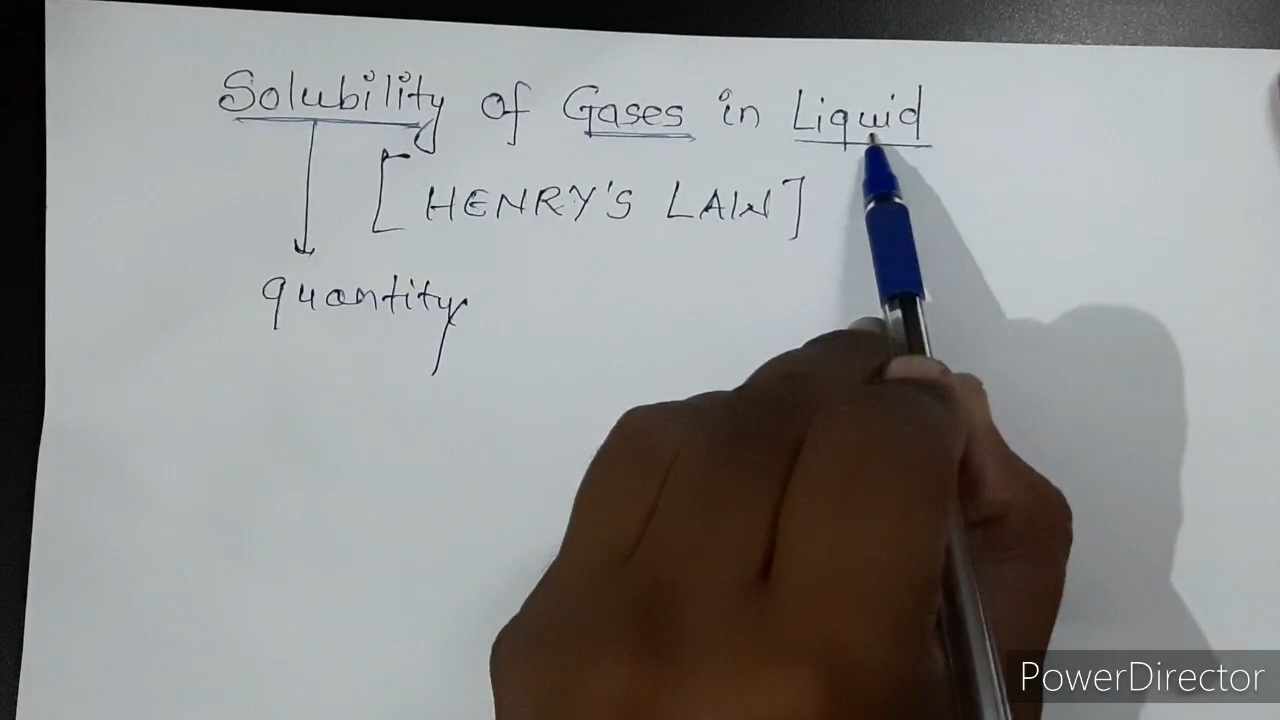 Solubility of Gases in Liquid
[HENRY'S LAW]
quantity
PowerDirector